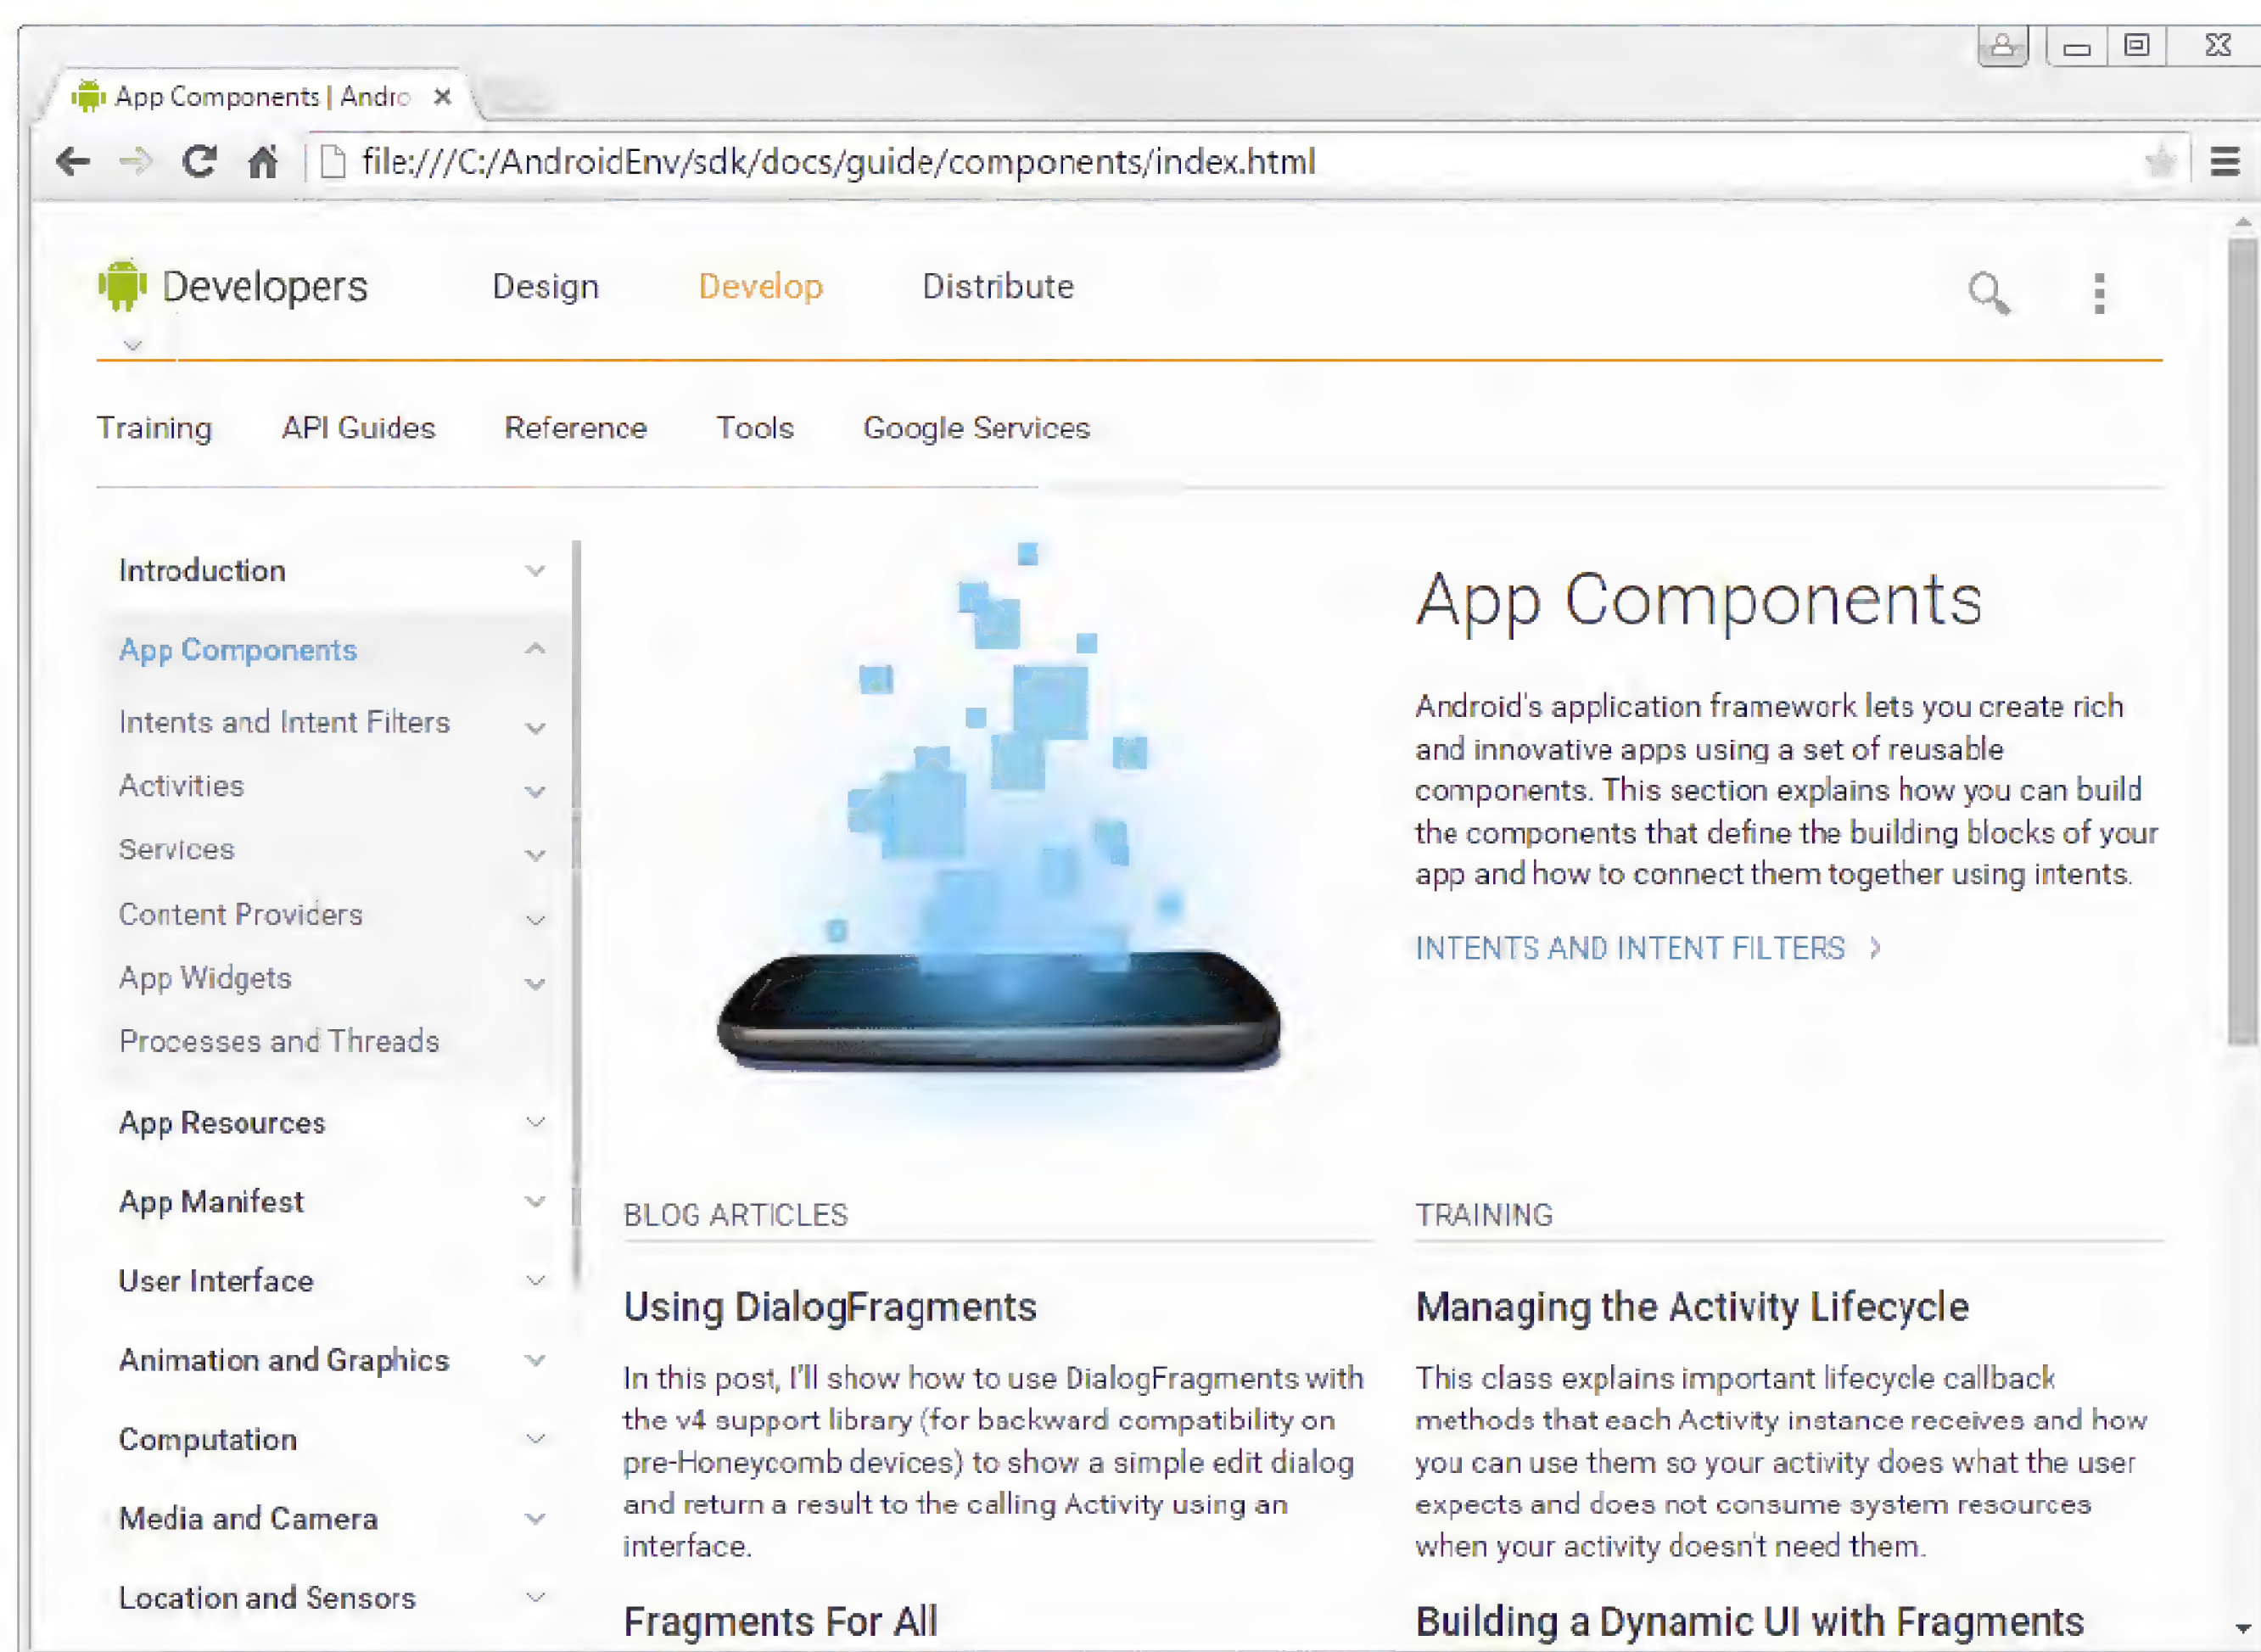 App Components | Andro
file:///C:/AndroidEnv/sdk/docs/guide/components/index.html
Developers Design Develop Distribute
Training API Guides Reference Tools Google Services
Introduction
App Components
Intents and Intent Filters
Activities
Services
Content Providers
App Widgets
Processes and Threads
App Resources
App Manifest
User Interface
Animation and Graphics
Computation
Media and Camera
Location and Sensors
App Components
Android's application framework lets you create rich
and innovative apps using a set of reusable
components. This section explains how you can build
the components that define the building blocks of your
app and how to connect them together using intents.
INTENTS AND INTENT FILTERS
BLOG ARTICLES
Using DialogFragments
In this post, I'll show how to use DialogFragments with
the v4 support library (for backward compatibility on
pre-Honeycomb devices) to show a simple edit dialog
and return a result to the calling Activity using an
interface.
Fragments For All
TRAINING
Managing the Activity Lifecycle
This class explains important lifecycle callback
methods that each Activity instance receives and how
you can use them so your activity does what the user
expects and does not consume system resources
when your activity doesn't need them.
Building a Dynamic UI with Fragments